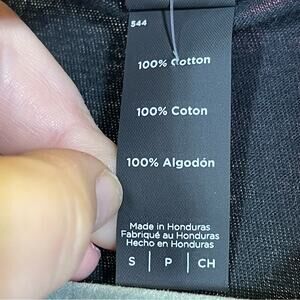 544
100% Cotton
100% Coton
100% Algodón
Made in Honduras
Fabriqué au Honduras
Hecho en Honduras
S | P | CH